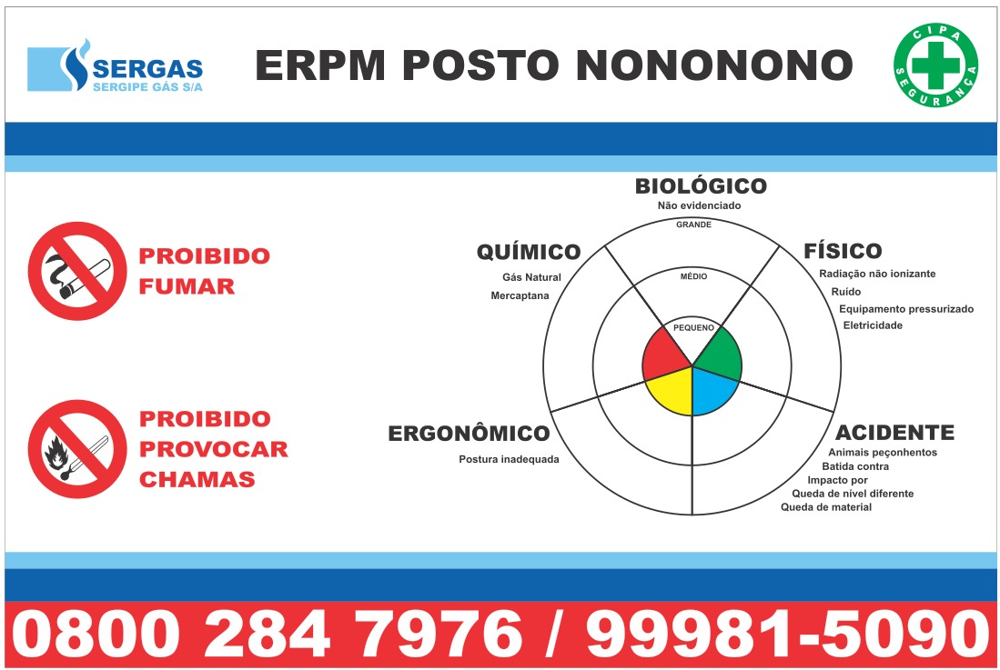 SERGAS
SERGIPE GÁS S/A
ERPM POSTO NONONONO
CIPA
SEGURANÇA
PROIBIDO
FUMAR
PROIBIDO
PROVOCAR
CHAMAS
BIOLÓGICO
Não evidenciado
GRANDE
MÉDIO
PEQUENO
QUÍMICO
Gás Natural
Mercaptana
FÍSICO
Radiação não ionizante
Ruído
Equipamento pressurizado
Eletricidade
ERGONÔMICO
Postura inadequada
ACIDENTE
Animais peçonhentos
Batida contra
Impacto por
Queda de nível diferente
Queda de material
0800 284 7976 / 99981-5090